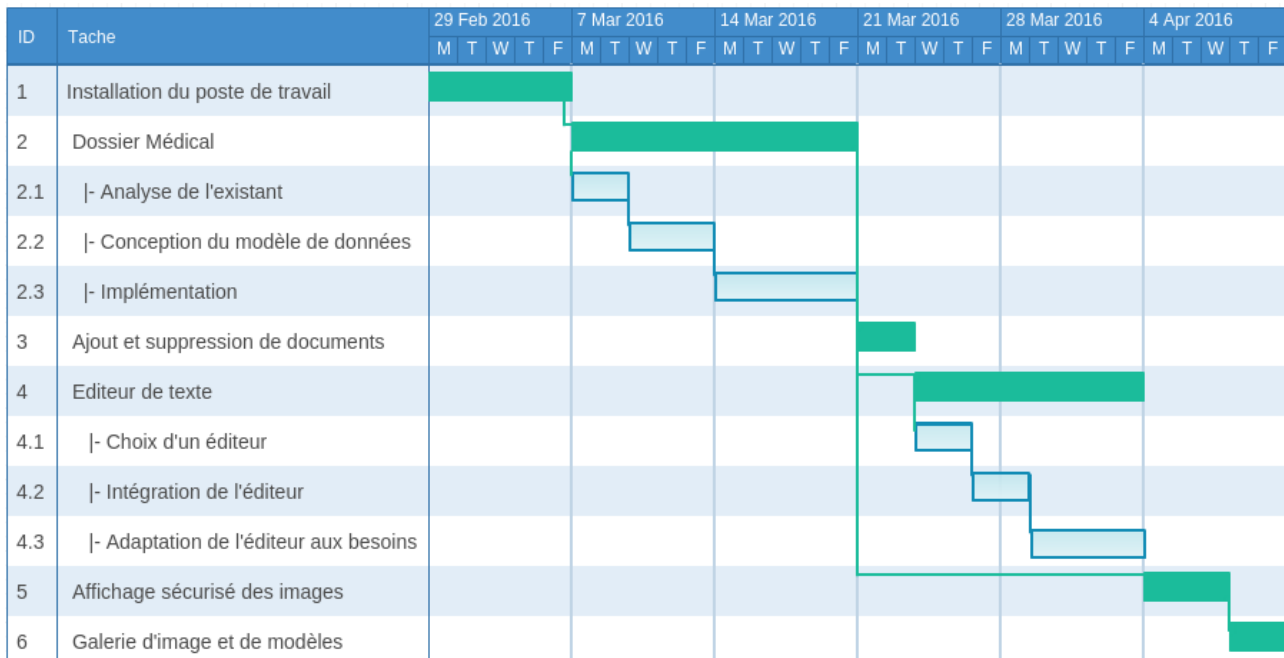 ID Tache 29 Feb 2016 7 Mar 2016 14 Mar 2016 21 Mar 2016 28 Mar 2016 4 Apr 2016
M T W T F M T W T F M T W T F M T W T F M T W T F M T W T F
1 Installation du poste de travail
2 Dossier Médical
2.1 |- Analyse de l'existant
2.2 |- Conception du modèle de données
2.3 |- Implémentation
3 Ajout et suppression de documents
4 Editeur de texte
4.1 |- Choix d'un éditeur
4.2 |- Intégration de l'éditeur
4.3 |- Adaptation de l'éditeur aux besoins
5 Affichage sécurisé des images
6 Galerie d'image et de modèles